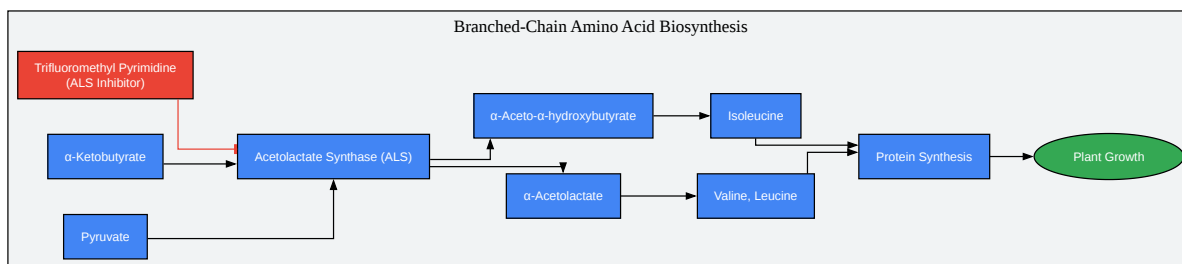 Branched-Chain Amino Acid Biosynthesis
Trifluoromethyl Pyrimidine
(ALS Inhibitor)
α-Ketobutyrate
Pyruvate
Acetolactate Synthase (ALS)
α-Aceto-α-hydroxybutyrate
α-Acetolactate
Isoleucine
Valine, Leucine
Protein Synthesis
Plant Growth